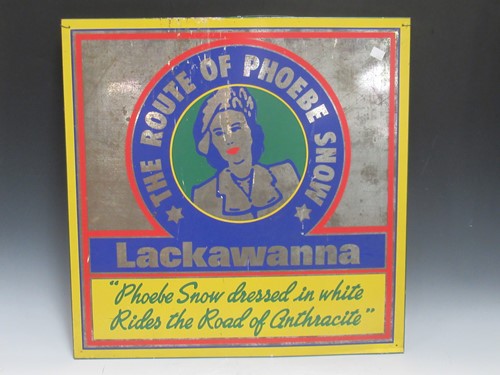 THE ROUTE OF PHOEBE SNOW
Lackawanna
"Phoebe Snow dressed in white
Rides the Road of Anthracite"